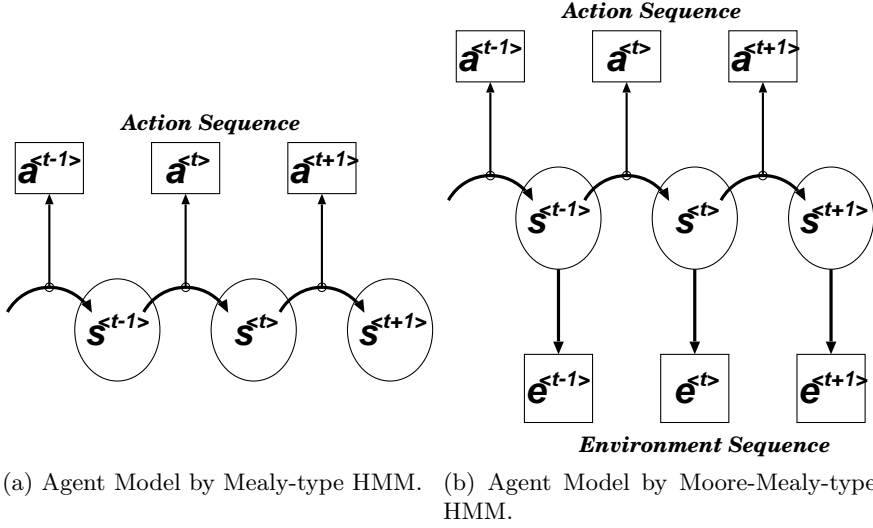 Action Sequence
a<t-1> a<t> a<t+1>
s<t-1> s<t> s<t+1>
(a) Agent Model by Mealy-type HMM.
Action Sequence
a<t-1> a<t> a<t+1>
s<t-1> s<t> s<t+1>
e<t-1> e<t> e<t+1>
Environment Sequence
(b) Agent Model by Moore-Mealy-type
HMM.